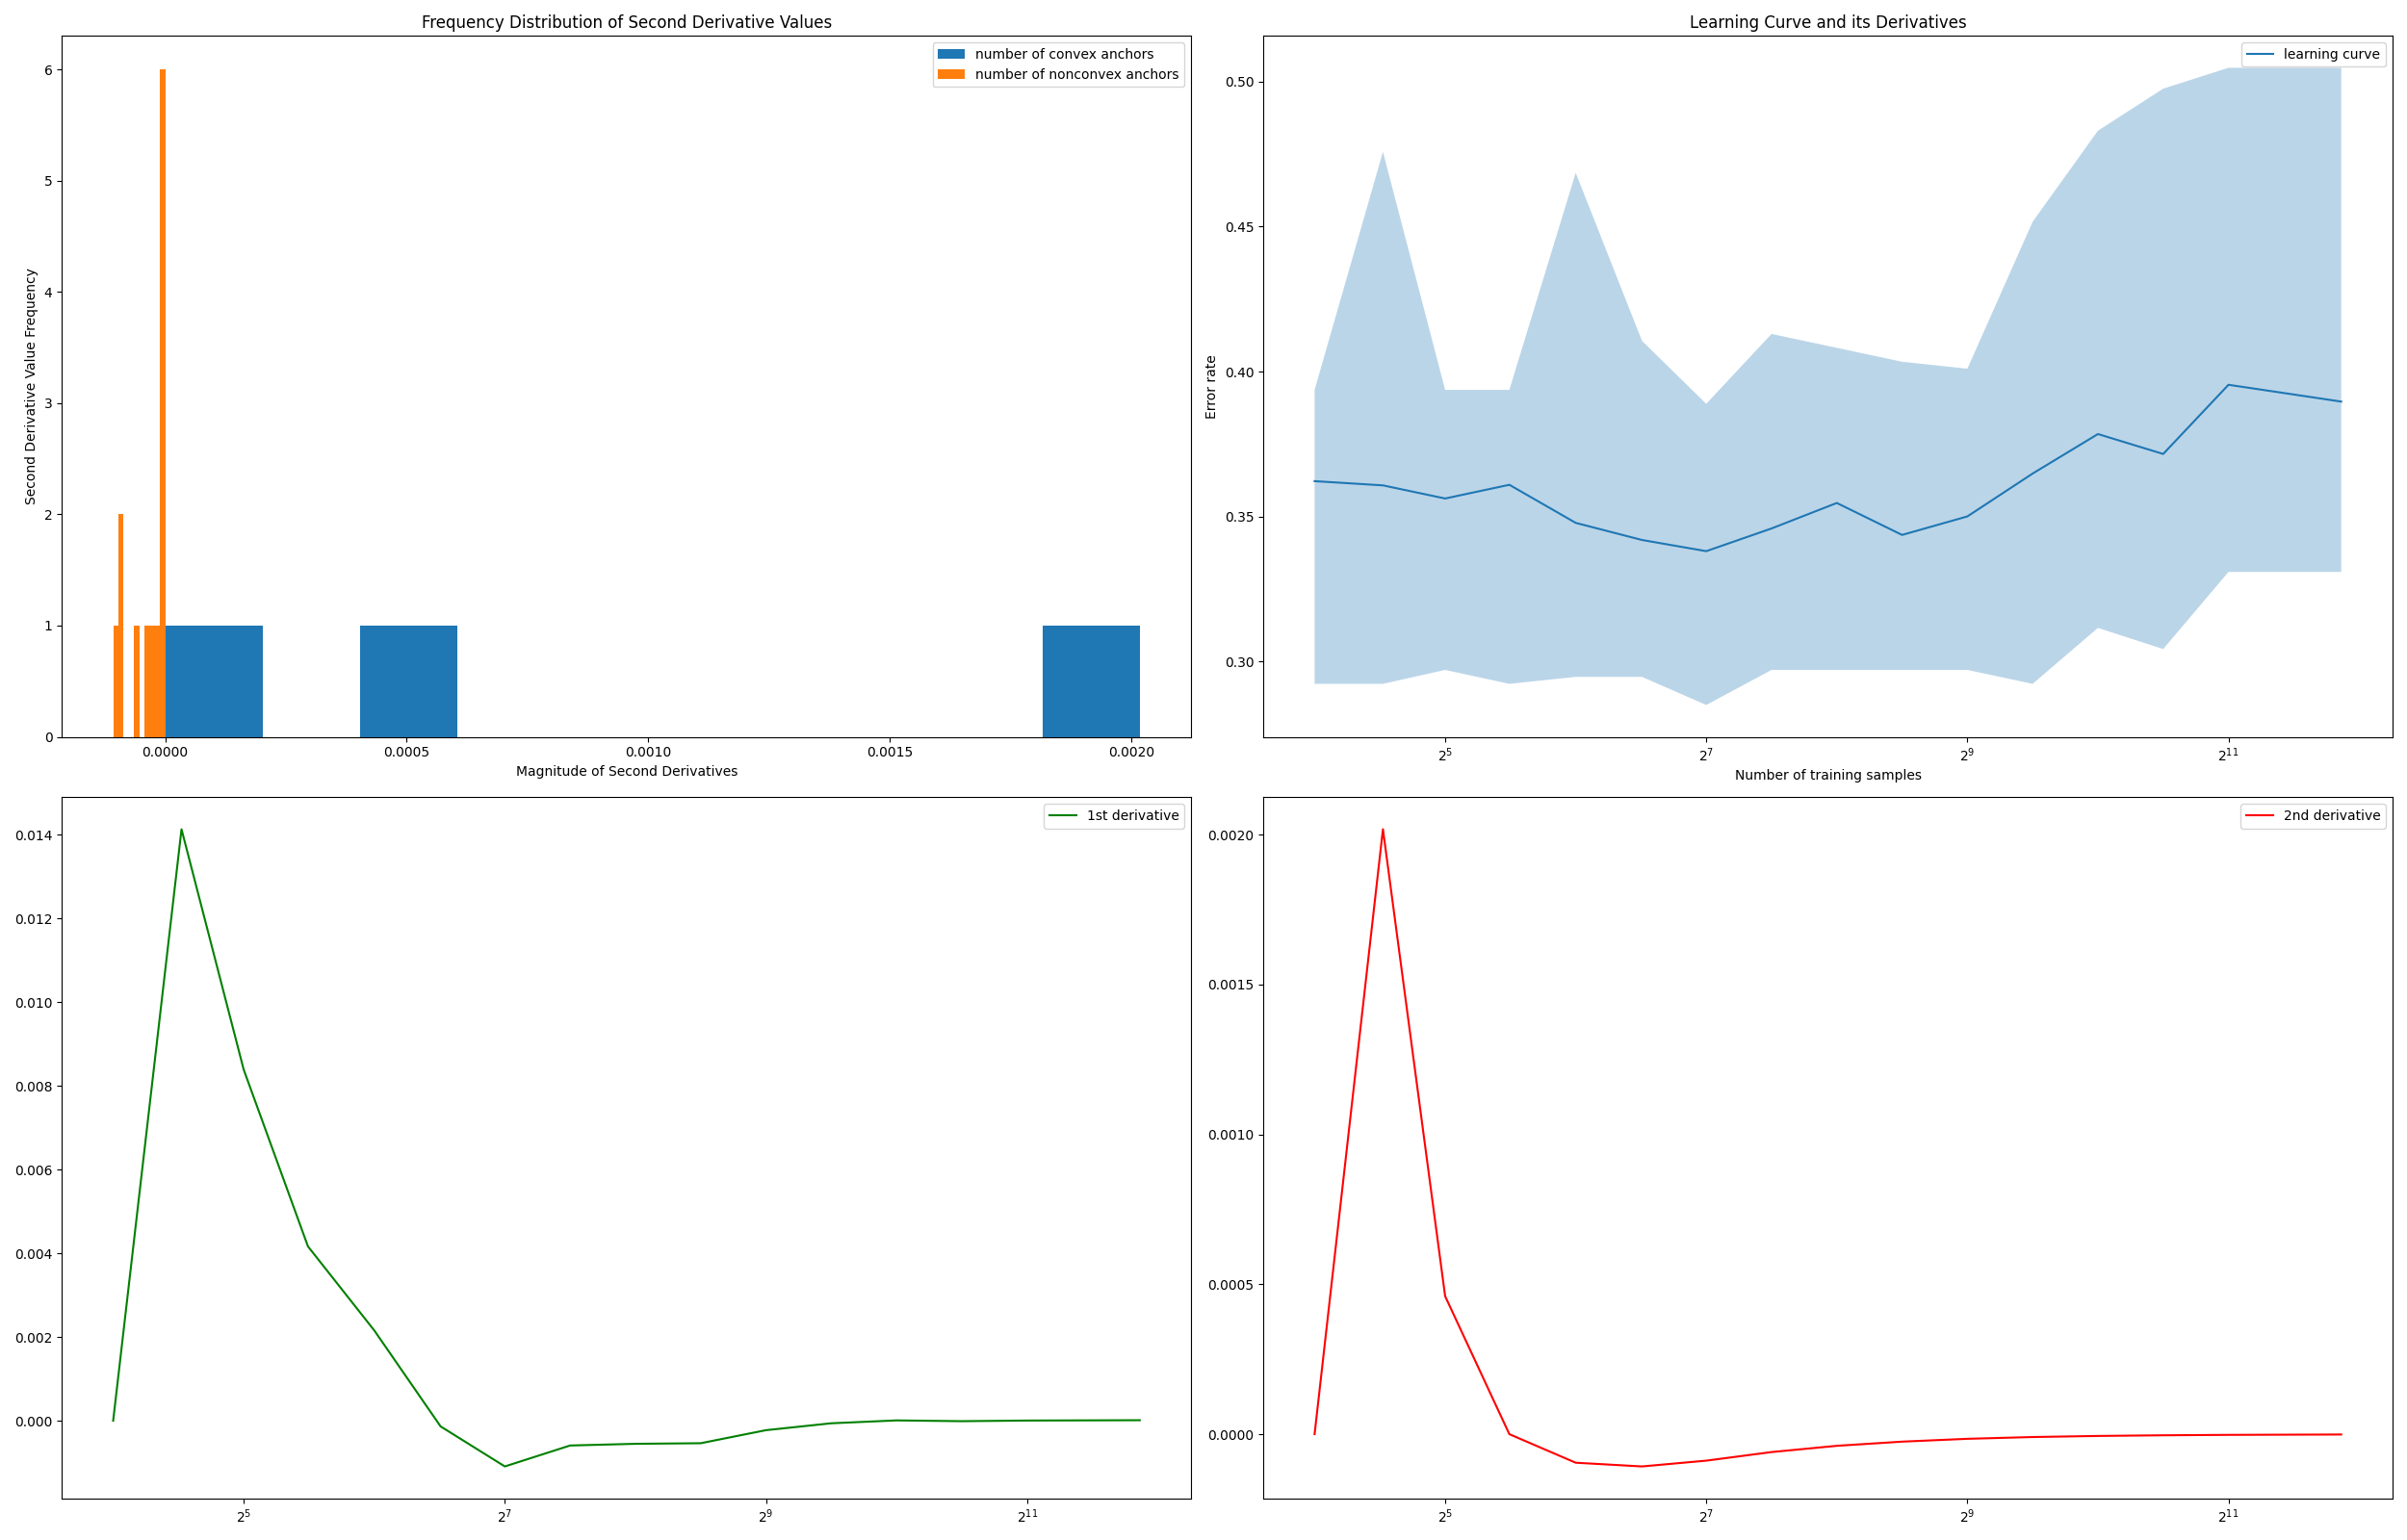 Frequency Distribution of Second Derivative Values
number of convex anchors
number of nonconvex anchors
Second Derivative Value Frequency
6
5
4
3
2
1
0
0.0000 0.0005 0.0010 0.0015 0.0020
Magnitude of Second Derivatives
Learning Curve and its Derivatives
learning curve
Error rate
0.50
0.45
0.40
0.35
0.30
2^5 2^7 2^9 2^11
Number of training samples
1st derivative
0.014
0.012
0.010
0.008
0.006
0.004
0.002
0.000
2^5 2^7 2^9 2^11
2nd derivative
0.0020
0.0015
0.0010
0.0005
0.0000
2^5 2^7 2^9 2^11